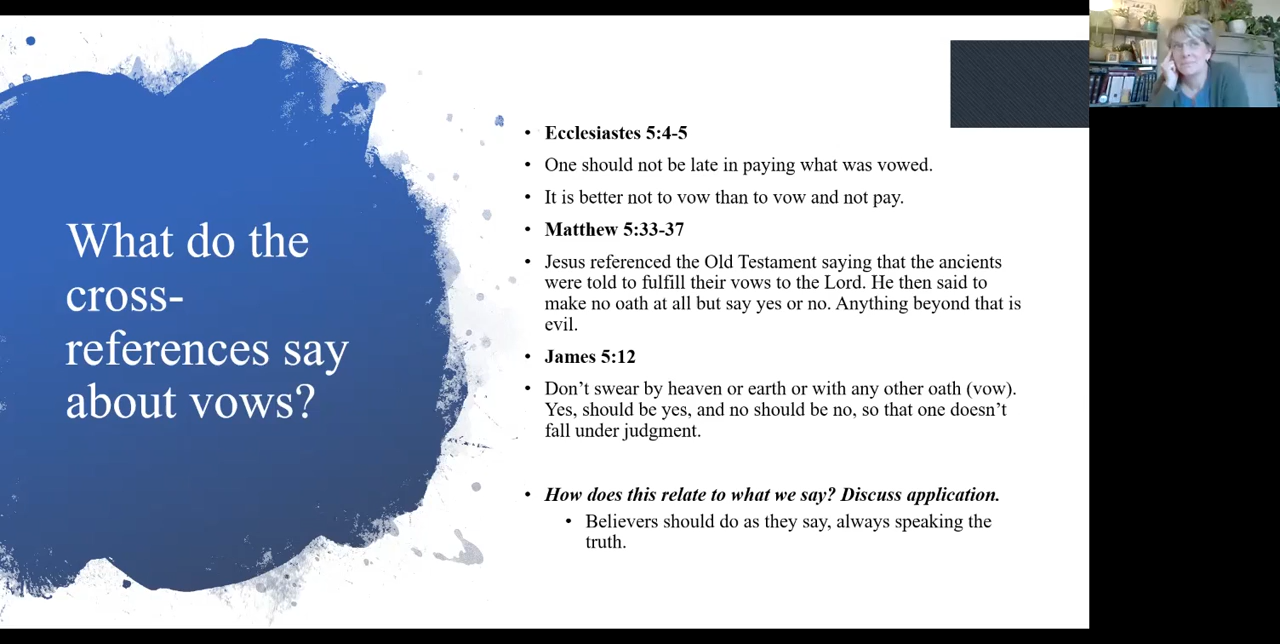 What do the
cross-
references say
about vows?
• Ecclesiastes 5:4-5
• One should not be late in paying what was vowed.
• It is better not to vow than to vow and not pay.
• Matthew 5:33-37
• Jesus referenced the Old Testament saying that the ancients
were told to fulfill their vows to the Lord. He then said to
make no oath at all but say yes or no. Anything beyond that is
evil.
• James 5:12
• Don’t swear by heaven or earth or with any other oath (vow).
Yes, should be yes, and no should be no, so that one doesn’t
fall under judgment.
• How does this relate to what we say? Discuss application.
• Believers should do as they say, always speaking the
truth.